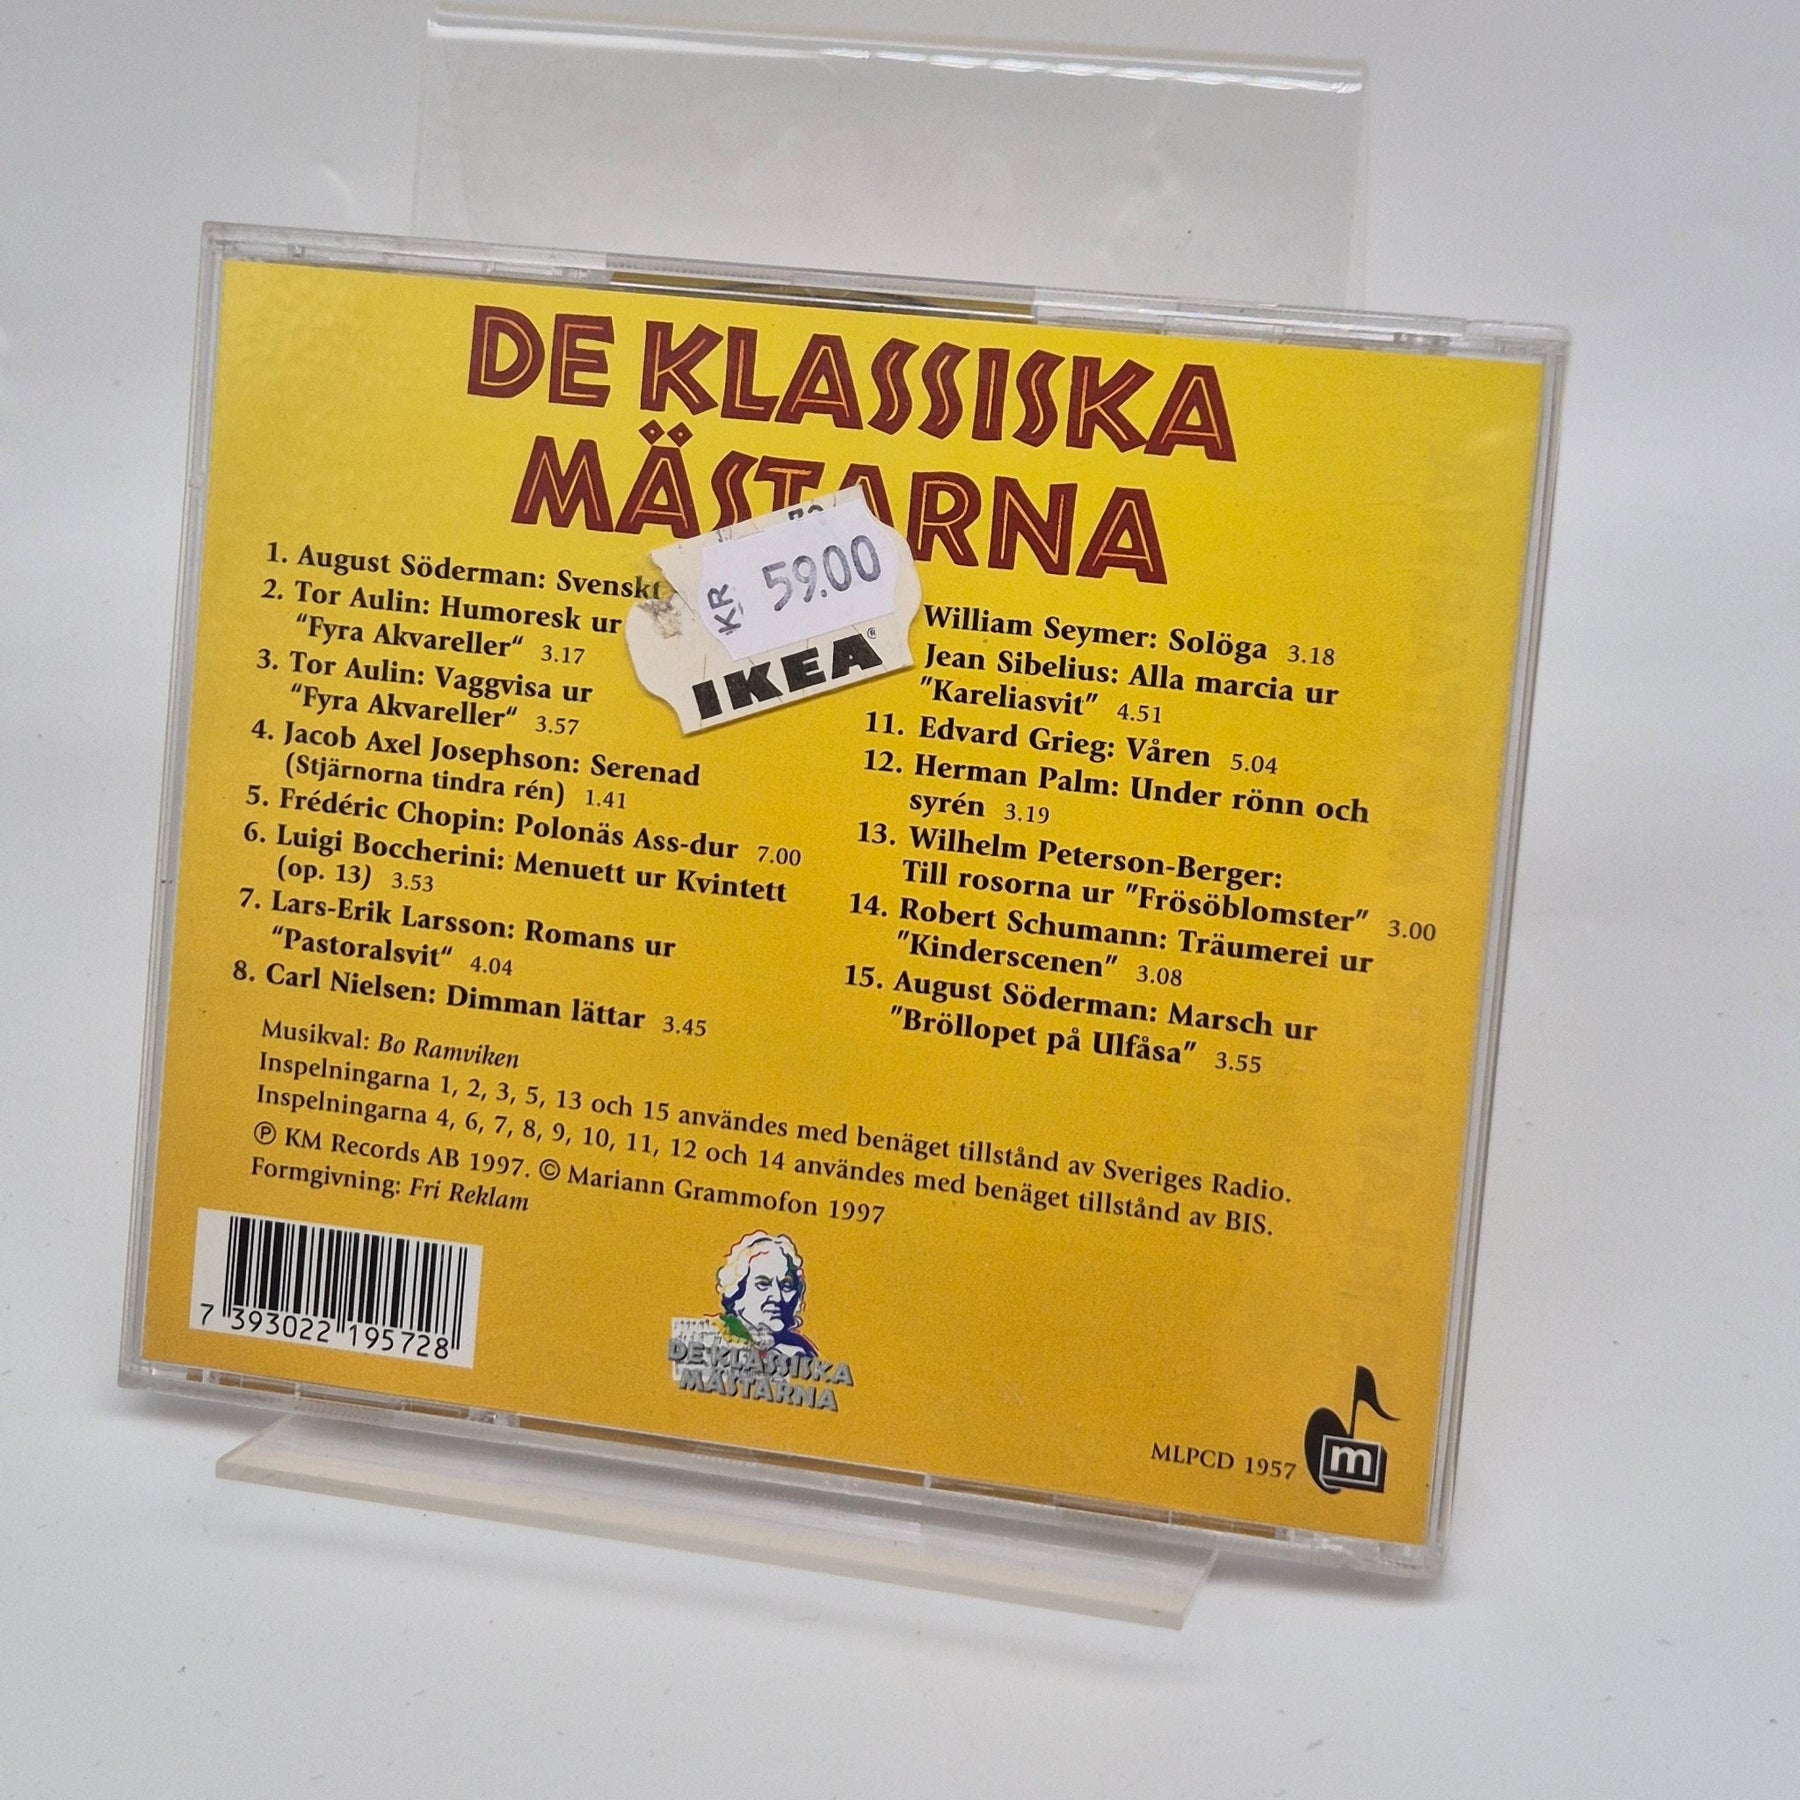 DE KLASSISKA
MÄSTARNA
KR 59.00
IKEA®
1. August Söderman: Svenskt
2. Tor Aulin: Humoresk ur
“Fyra Akvareller“ 3.17
3. Tor Aulin: Vaggvisa ur
“Fyra Akvareller“ 3.57
4. Jacob Axel Josephson: Serenad
(Stjärnorna tindra rén) 1.41
5. Frédéric Chopin: Polonäs Ass-dur 7.00
6. Luigi Boccherini: Menuett ur Kvintett
(op. 13) 3.53
7. Lars-Erik Larsson: Romans ur
“Pastoralsvit“ 4.04
8. Carl Nielsen: Dimman lättar 3.45
William Seymer: Solöga 3.18
Jean Sibelius: Alla marcia ur
"Kareliasvit" 4.51
11. Edvard Grieg: Våren 5.04
12. Herman Palm: Under rönn och
syrén 3.19
13. Wilhelm Peterson-Berger:
Till rosorna ur "Frösöblomster" 3.00
14. Robert Schumann: Träumerei ur
"Kinderscenen" 3.08
15. August Söderman: Marsch ur
"Bröllopet på Ulfåsa" 3.55
Musikval: Bo Ramviken
Inspelningarna 1, 2, 3, 5, 13 och 15 användes med benäget tillstånd av Sveriges Radio.
Inspelningarna 4, 6, 7, 8, 9, 10, 11, 12 och 14 användes med benäget tillstånd av BIS.
℗ KM Records AB 1997. © Mariann Grammofon 1997
Formgivning: Fri Reklam
7 393022 195728
DE KLASSISKA
MÄSTARNA
MLPCD 1957
m